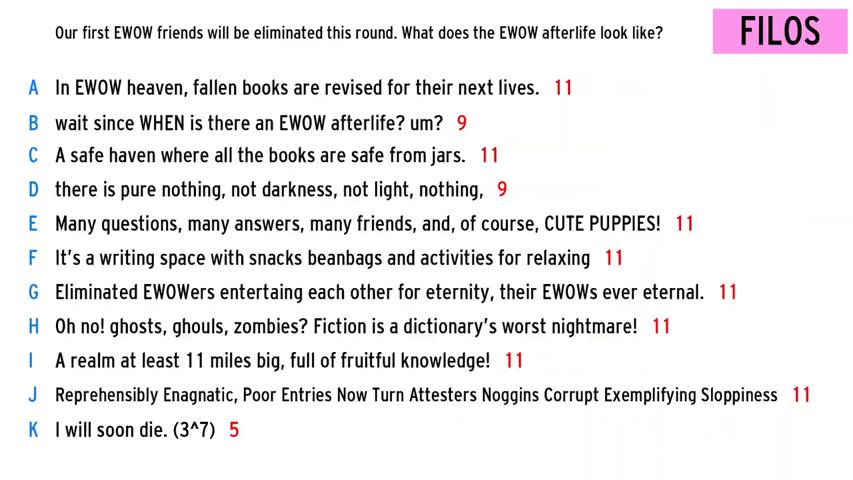 Our first EWOW friends will be eliminated this round. What does the EWOW afterlife look like?
FILOS
A In EWOW heaven, fallen books are revised for their next lives. 11
B wait since WHEN is there an EWOW afterlife? um? 9
C A safe haven where all the books are safe from jars. 11
D there is pure nothing, not darkness, not light, nothing, 9
E Many questions, many answers, many friends, and, of course, CUTE PUPPIES! 11
F It's a writing space with snacks beanbags and activities for relaxing 11
G Eliminated EWOWers entertaing each other for eternity, their EWOWs ever eternal. 11
H Oh no! ghosts, ghouls, zombies? Fiction is a dictionary's worst nightmare! 11
I A realm at least 11 miles big, full of fruitful knowledge! 11
J Reprehensibly Enagnatic, Poor Entries Now Turn Attesters Noggins Corrupt Exemplifying Sloppiness 11
K I will soon die. (3^7) 5